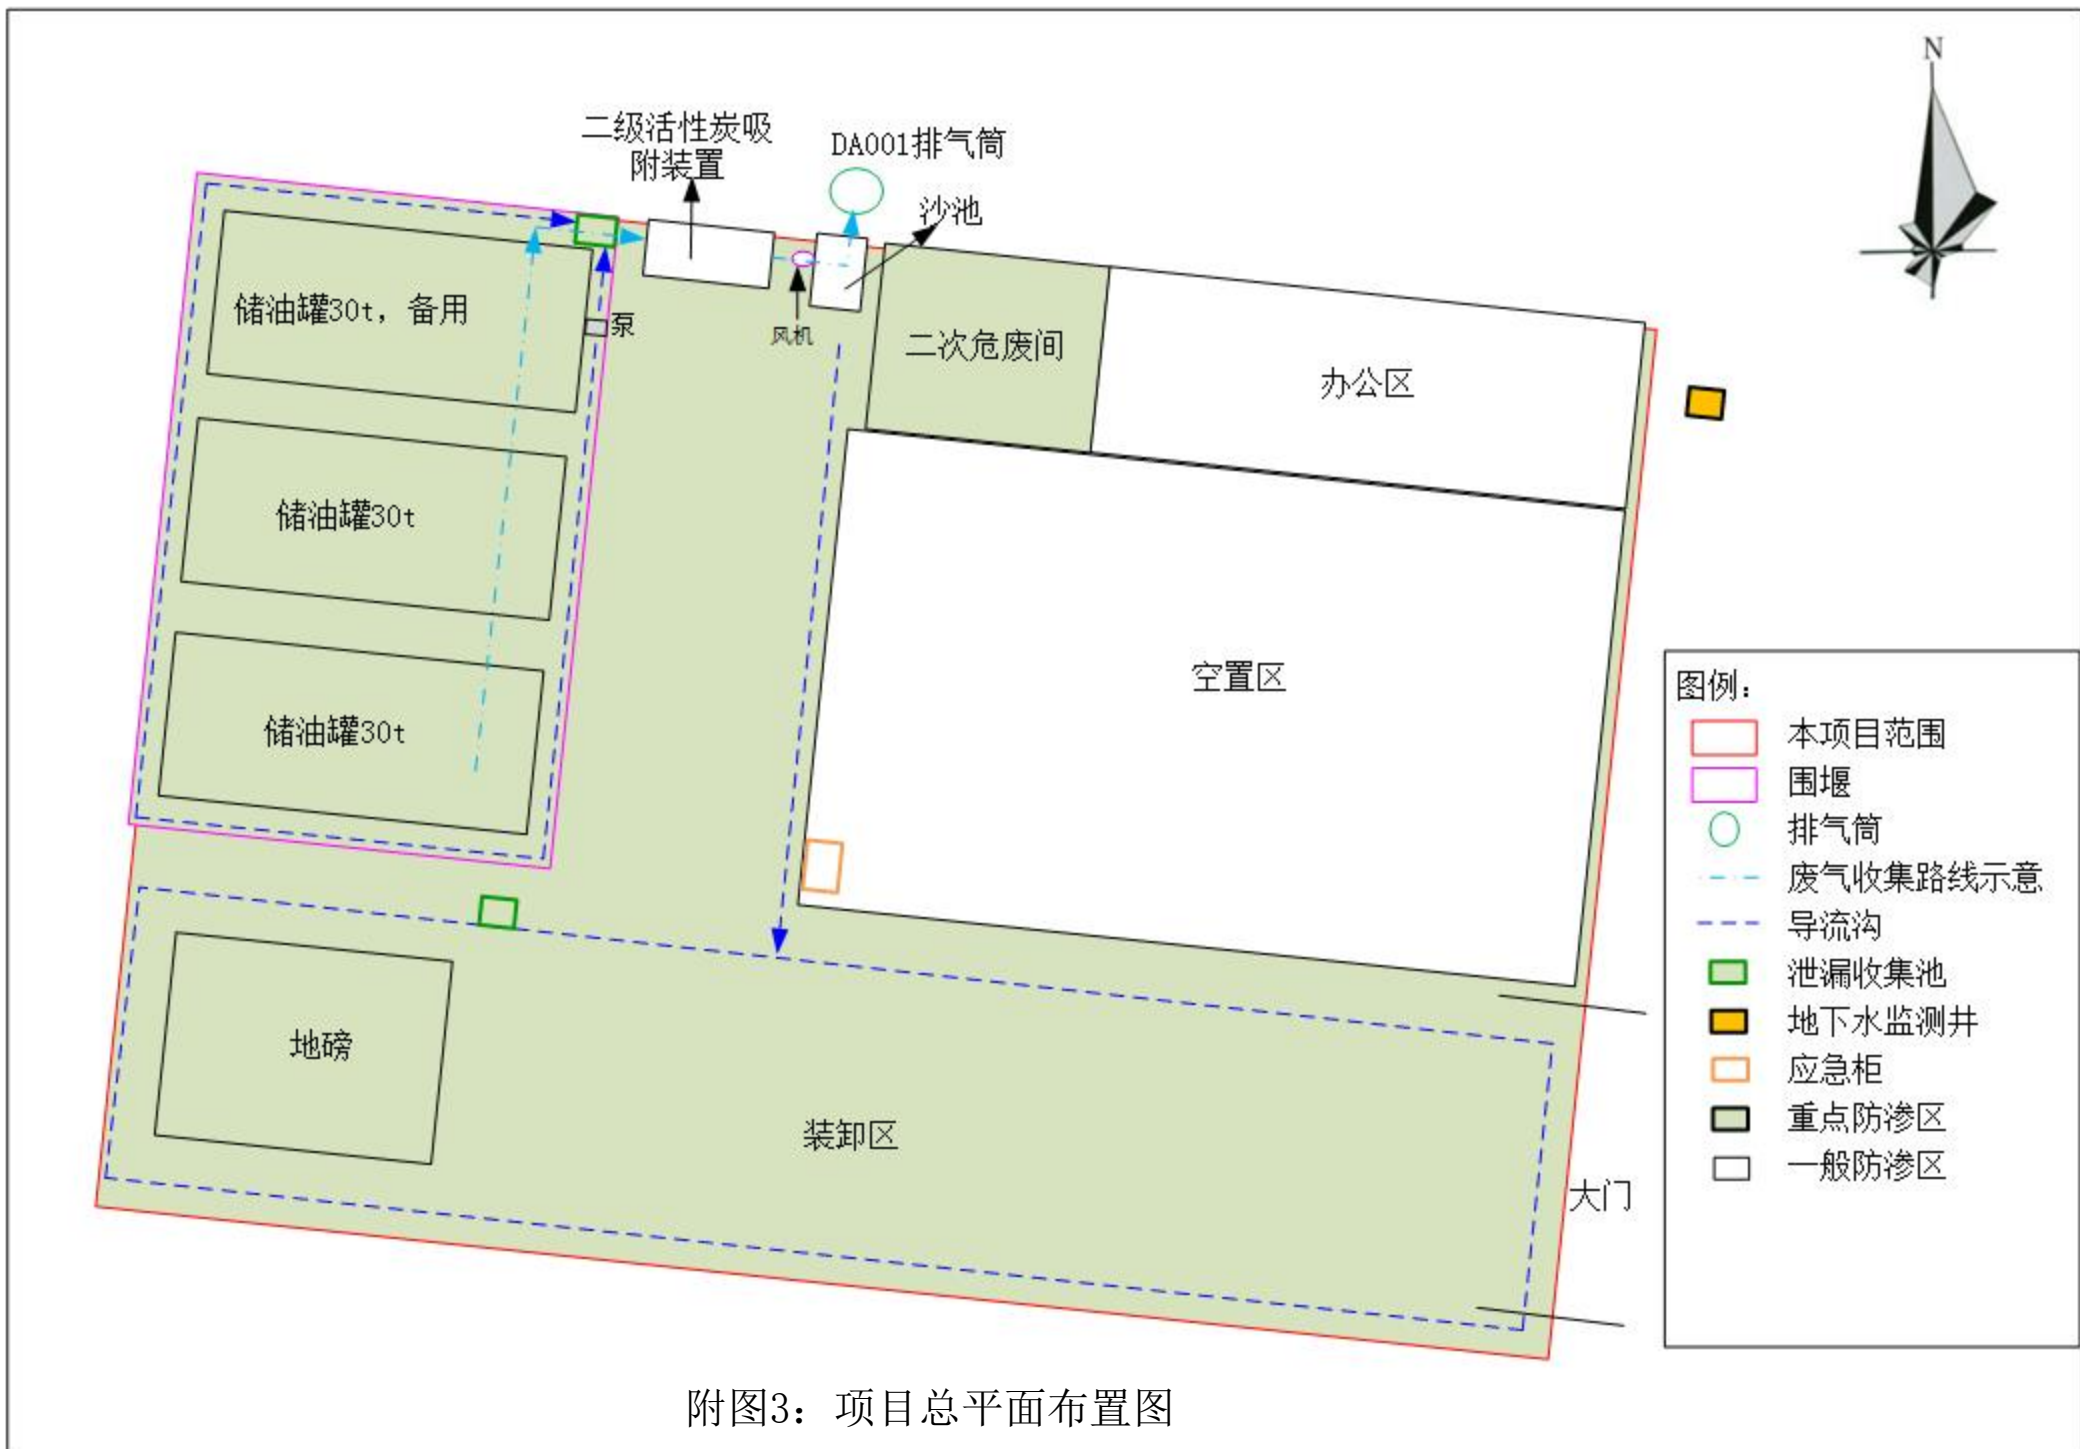 N
二级活性炭吸
附装置
DA001排气筒
沙池
储油罐30t，备用
泵
风机
二次危废间
办公区
储油罐30t
空置区
储油罐30t
地磅
装卸区
大门
图例：
本项目范围
围堰
排气筒
废气收集路线示意
导流沟
泄漏收集池
地下水监测井
应急柜
重点防渗区
一般防渗区
附图3：项目总平面布置图